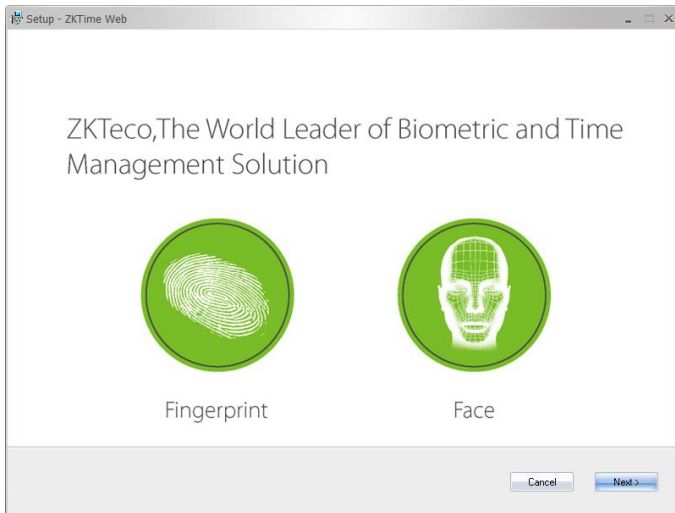 Setup - ZKTime Web
ZKTeco,The World Leader of Biometric and Time
Management Solution
Fingerprint
Face
Cancel
Next >